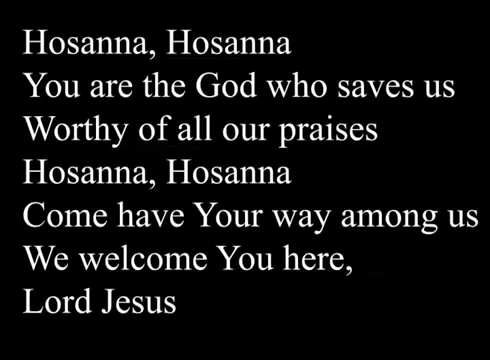 Hosanna, Hosanna
You are the God who saves us
Worthy of all our praises
Hosanna, Hosanna
Come have Your way among us
We welcome You here,
Lord Jesus